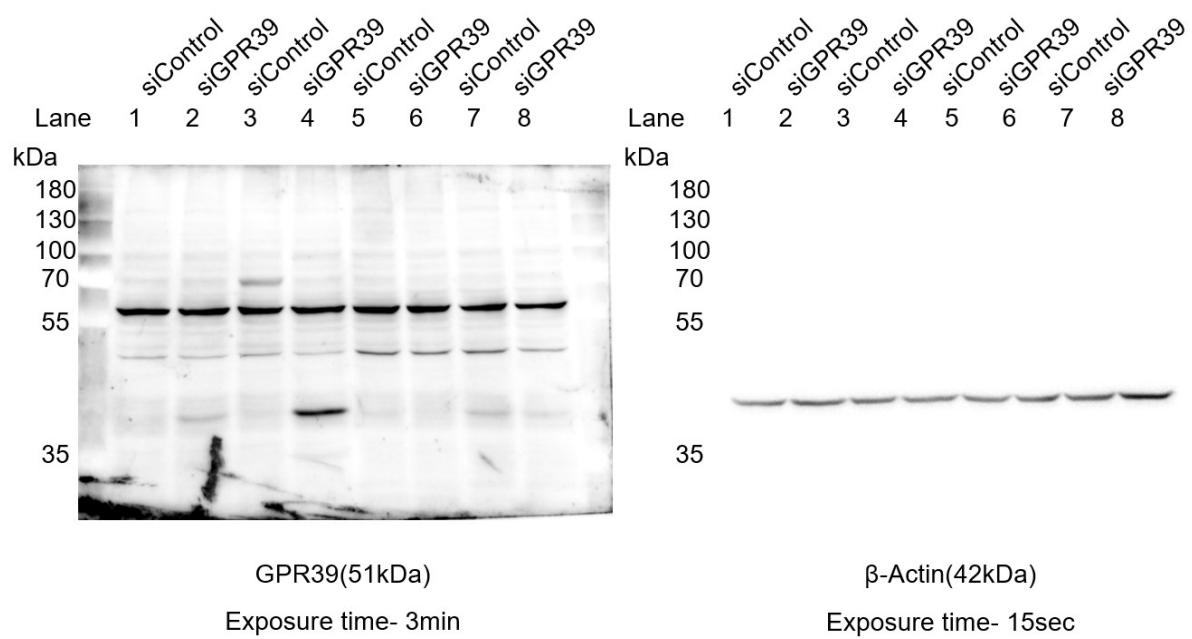 siControl siGPR39 siControl siGPR39 siControl siGPR39 siControl siGPR39
Lane 1 2 3 4 5 6 7 8
kDa
180
130
100
70
55
35
GPR39(51kDa)
Exposure time- 3min
siControl siGPR39 siControl siGPR39 siControl siGPR39 siControl siGPR39
Lane 1 2 3 4 5 6 7 8
kDa
180
130
100
70
55
35
β-Actin(42kDa)
Exposure time- 15sec